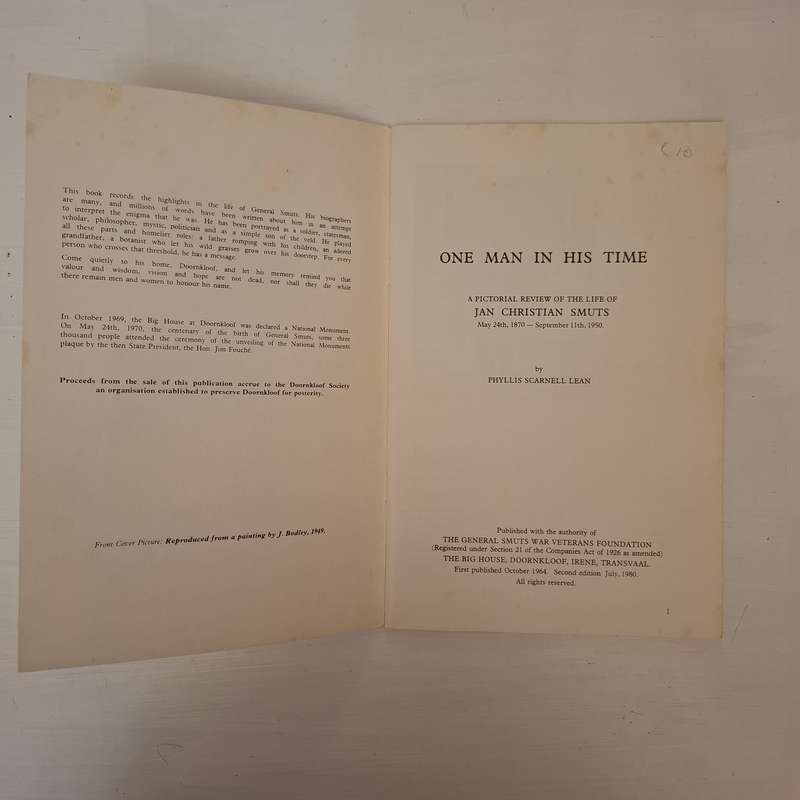 This book records the highlights in the life of General Smuts. His biographers
are many, and millions of words have been written about him in an attempt
to interpret the enigma that he was. He has been portrayed as a soldier, statesman,
scholar, philosopher, mystic, politician and as a simple son of the veld. He played
all these parts and homelier roles: a father romping with his children, an adored
grandfather, a botanist who let his wild grasses grow over his doorstep. For every
person who crosses that threshold, he has a message.
Come quietly to his home, Doornkloof, and let his memory remind you that
valour and wisdom, vision and hope are not dead, nor shall they die while
there remain men and women to honour his name.
In October 1969, the Big House at Doornkloof was declared a National Monument.
On May 24th, 1970, the centenary of the birth of General Smuts, some three
thousand people attended the ceremony of the unveiling of the National Monuments
plaque by the then State President, the Hon. Jim Fouché.
Proceeds from the sale of this publication accrue to the Doornkloof Society
an organisation established to preserve Doornkloof for posterity.
Front Cover Picture: Reproduced from a painting by J. Bodley, 1949.
ONE MAN IN HIS TIME
A PICTORIAL REVIEW OF THE LIFE OF
JAN CHRISTIAN SMUTS
May 24th, 1870 — September 11th, 1950.
by
PHYLLIS SCARNELL LEAN
Published with the authority of
THE GENERAL SMUTS WAR VETERANS FOUNDATION
(Registered under Section 21 of the Companies Act of 1926 as amended)
THE BIG HOUSE, DOORNKLOOF, IRENE, TRANSVAAL.
First published October 1964. Second edition July, 1980.
All rights reserved.
1